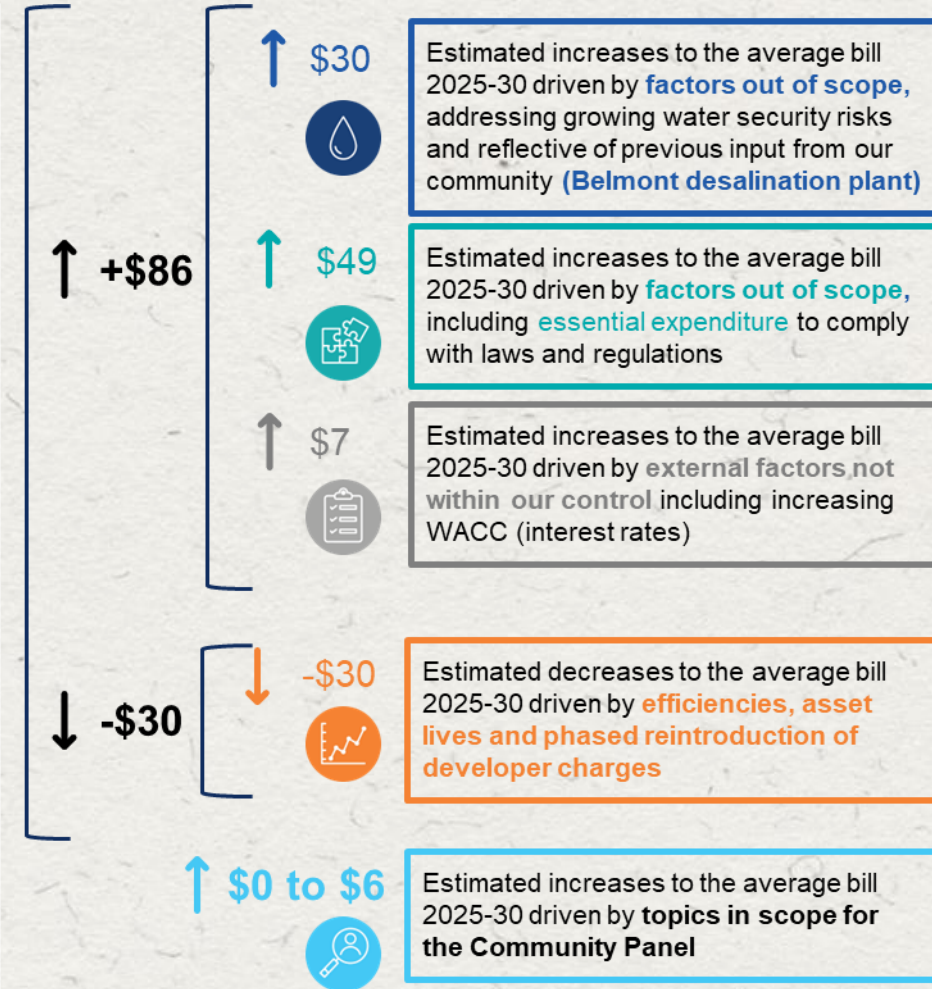 $30
Estimated increases to the average bill
2025-30 driven by factors out of scope,
addressing growing water security risks
and reflective of previous input from our
community (Belmont desalination plant)
+$86
$49
Estimated increases to the average bill
2025-30 driven by factors out of scope,
including essential expenditure to comply
with laws and regulations
$7
Estimated increases to the average bill
2025-30 driven by external factors not
within our control including increasing
WACC (interest rates)
-$30
-$30
Estimated decreases to the average bill
2025-30 driven by efficiencies, asset
lives and phased reintroduction of
developer charges
$0 to $6
Estimated increases to the average bill
2025-30 driven by topics in scope for
the Community Panel